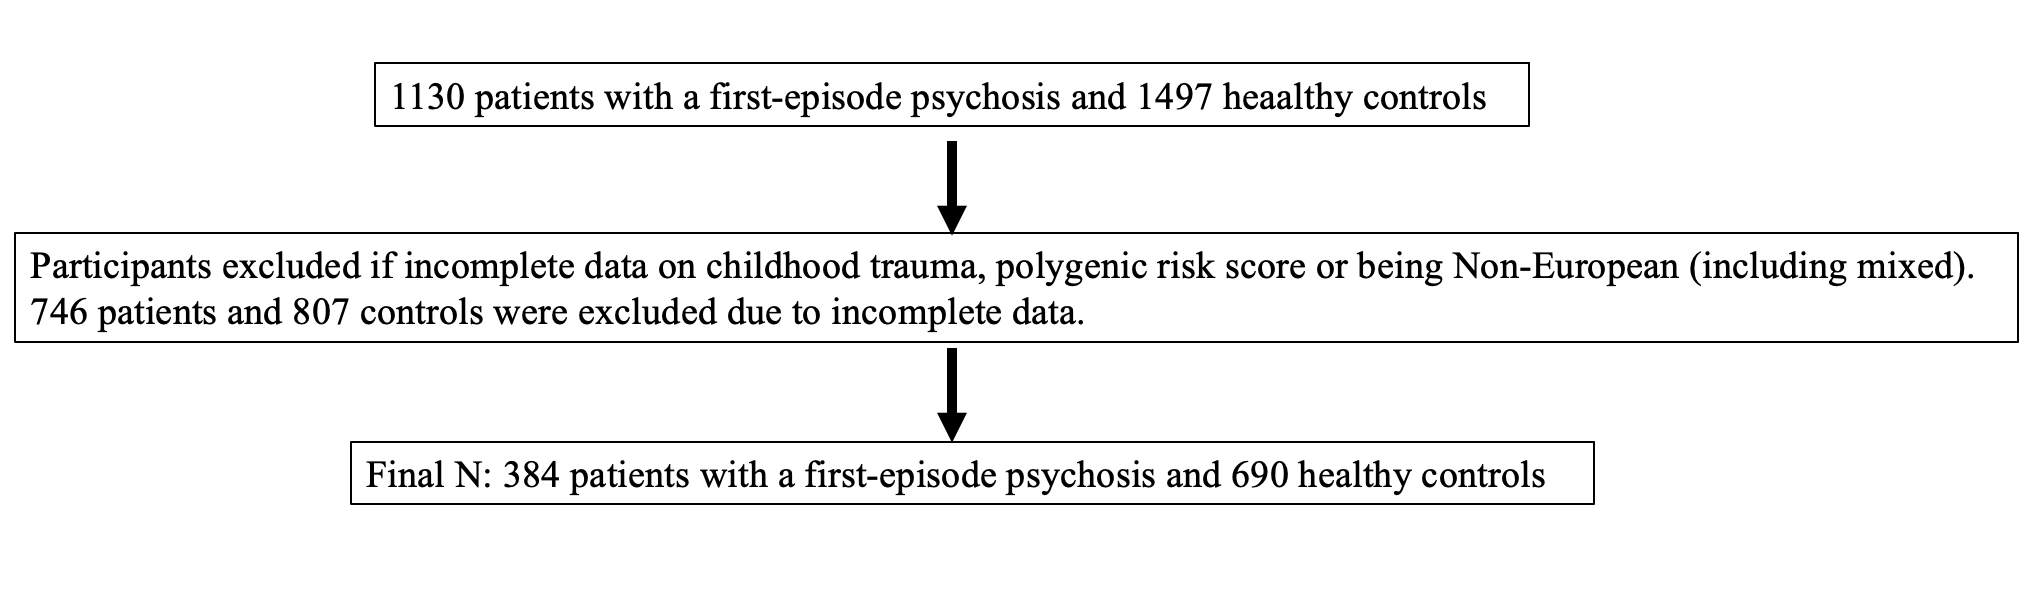 1130 patients with a first-episode psychosis and 1497 heaalthy controls
Participants excluded if incomplete data on childhood trauma, polygenic risk score or being Non-European (including mixed).
746 patients and 807 controls were excluded due to incomplete data.
Final N: 384 patients with a first-episode psychosis and 690 healthy controls